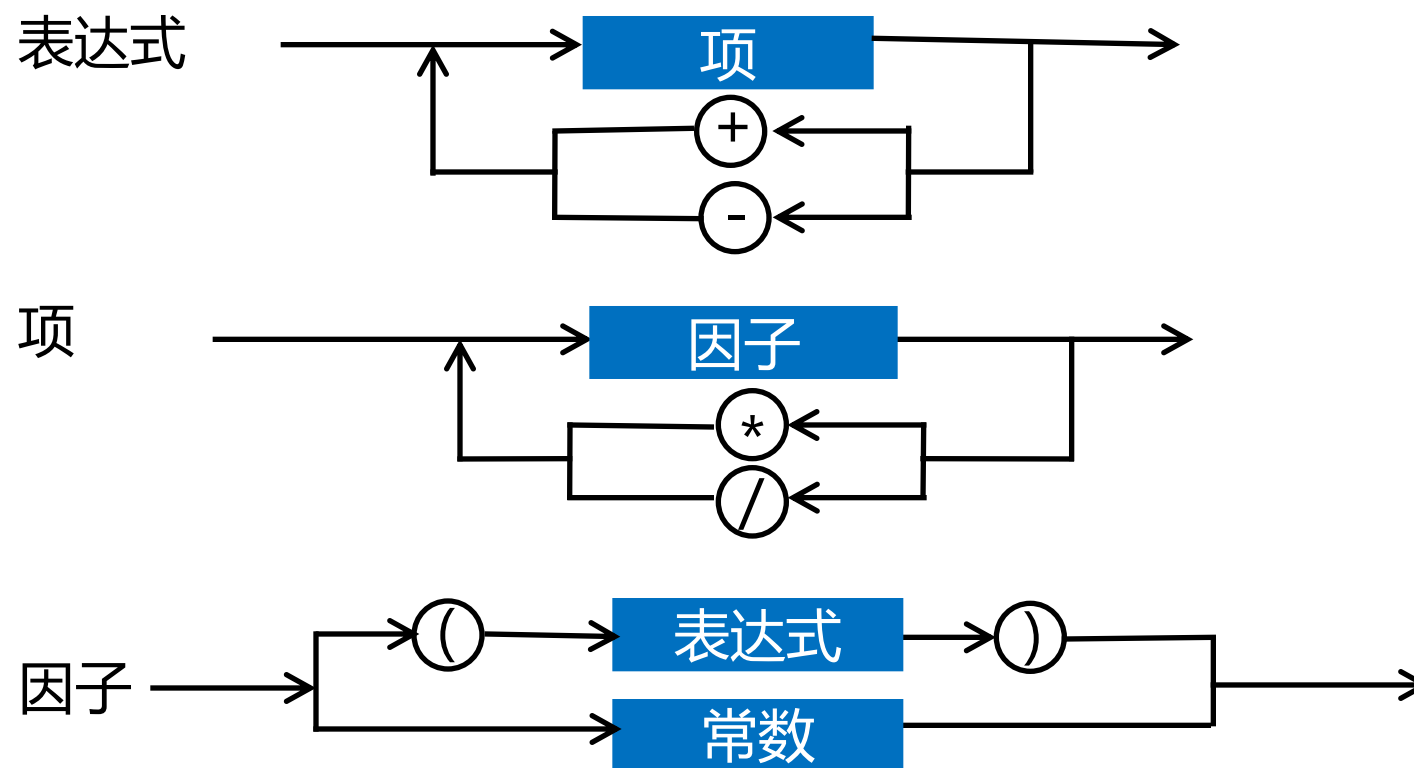 表达式 项
+
-
项 因子
*
/
( 表达式 )
因子
常数